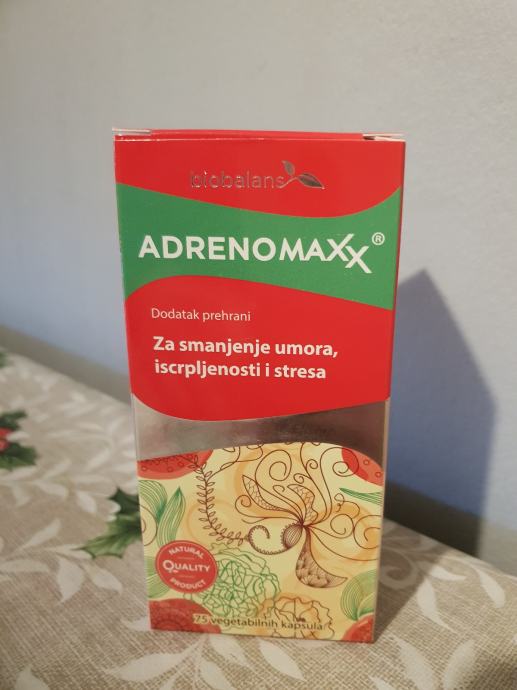 biobalans
ADRENOMAXX®
Dodatak prehrani
Za smanjenje umora,
iscrpljenosti i stresa
NATURAL
QUALITY
PRODUCT
75 vegetabilnih kapsula